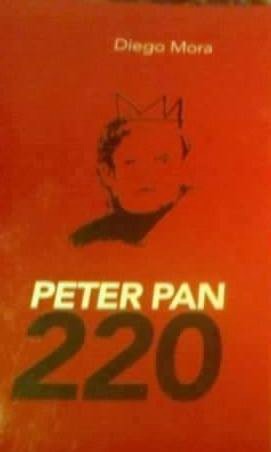 Diego Mora
PETER PAN
220